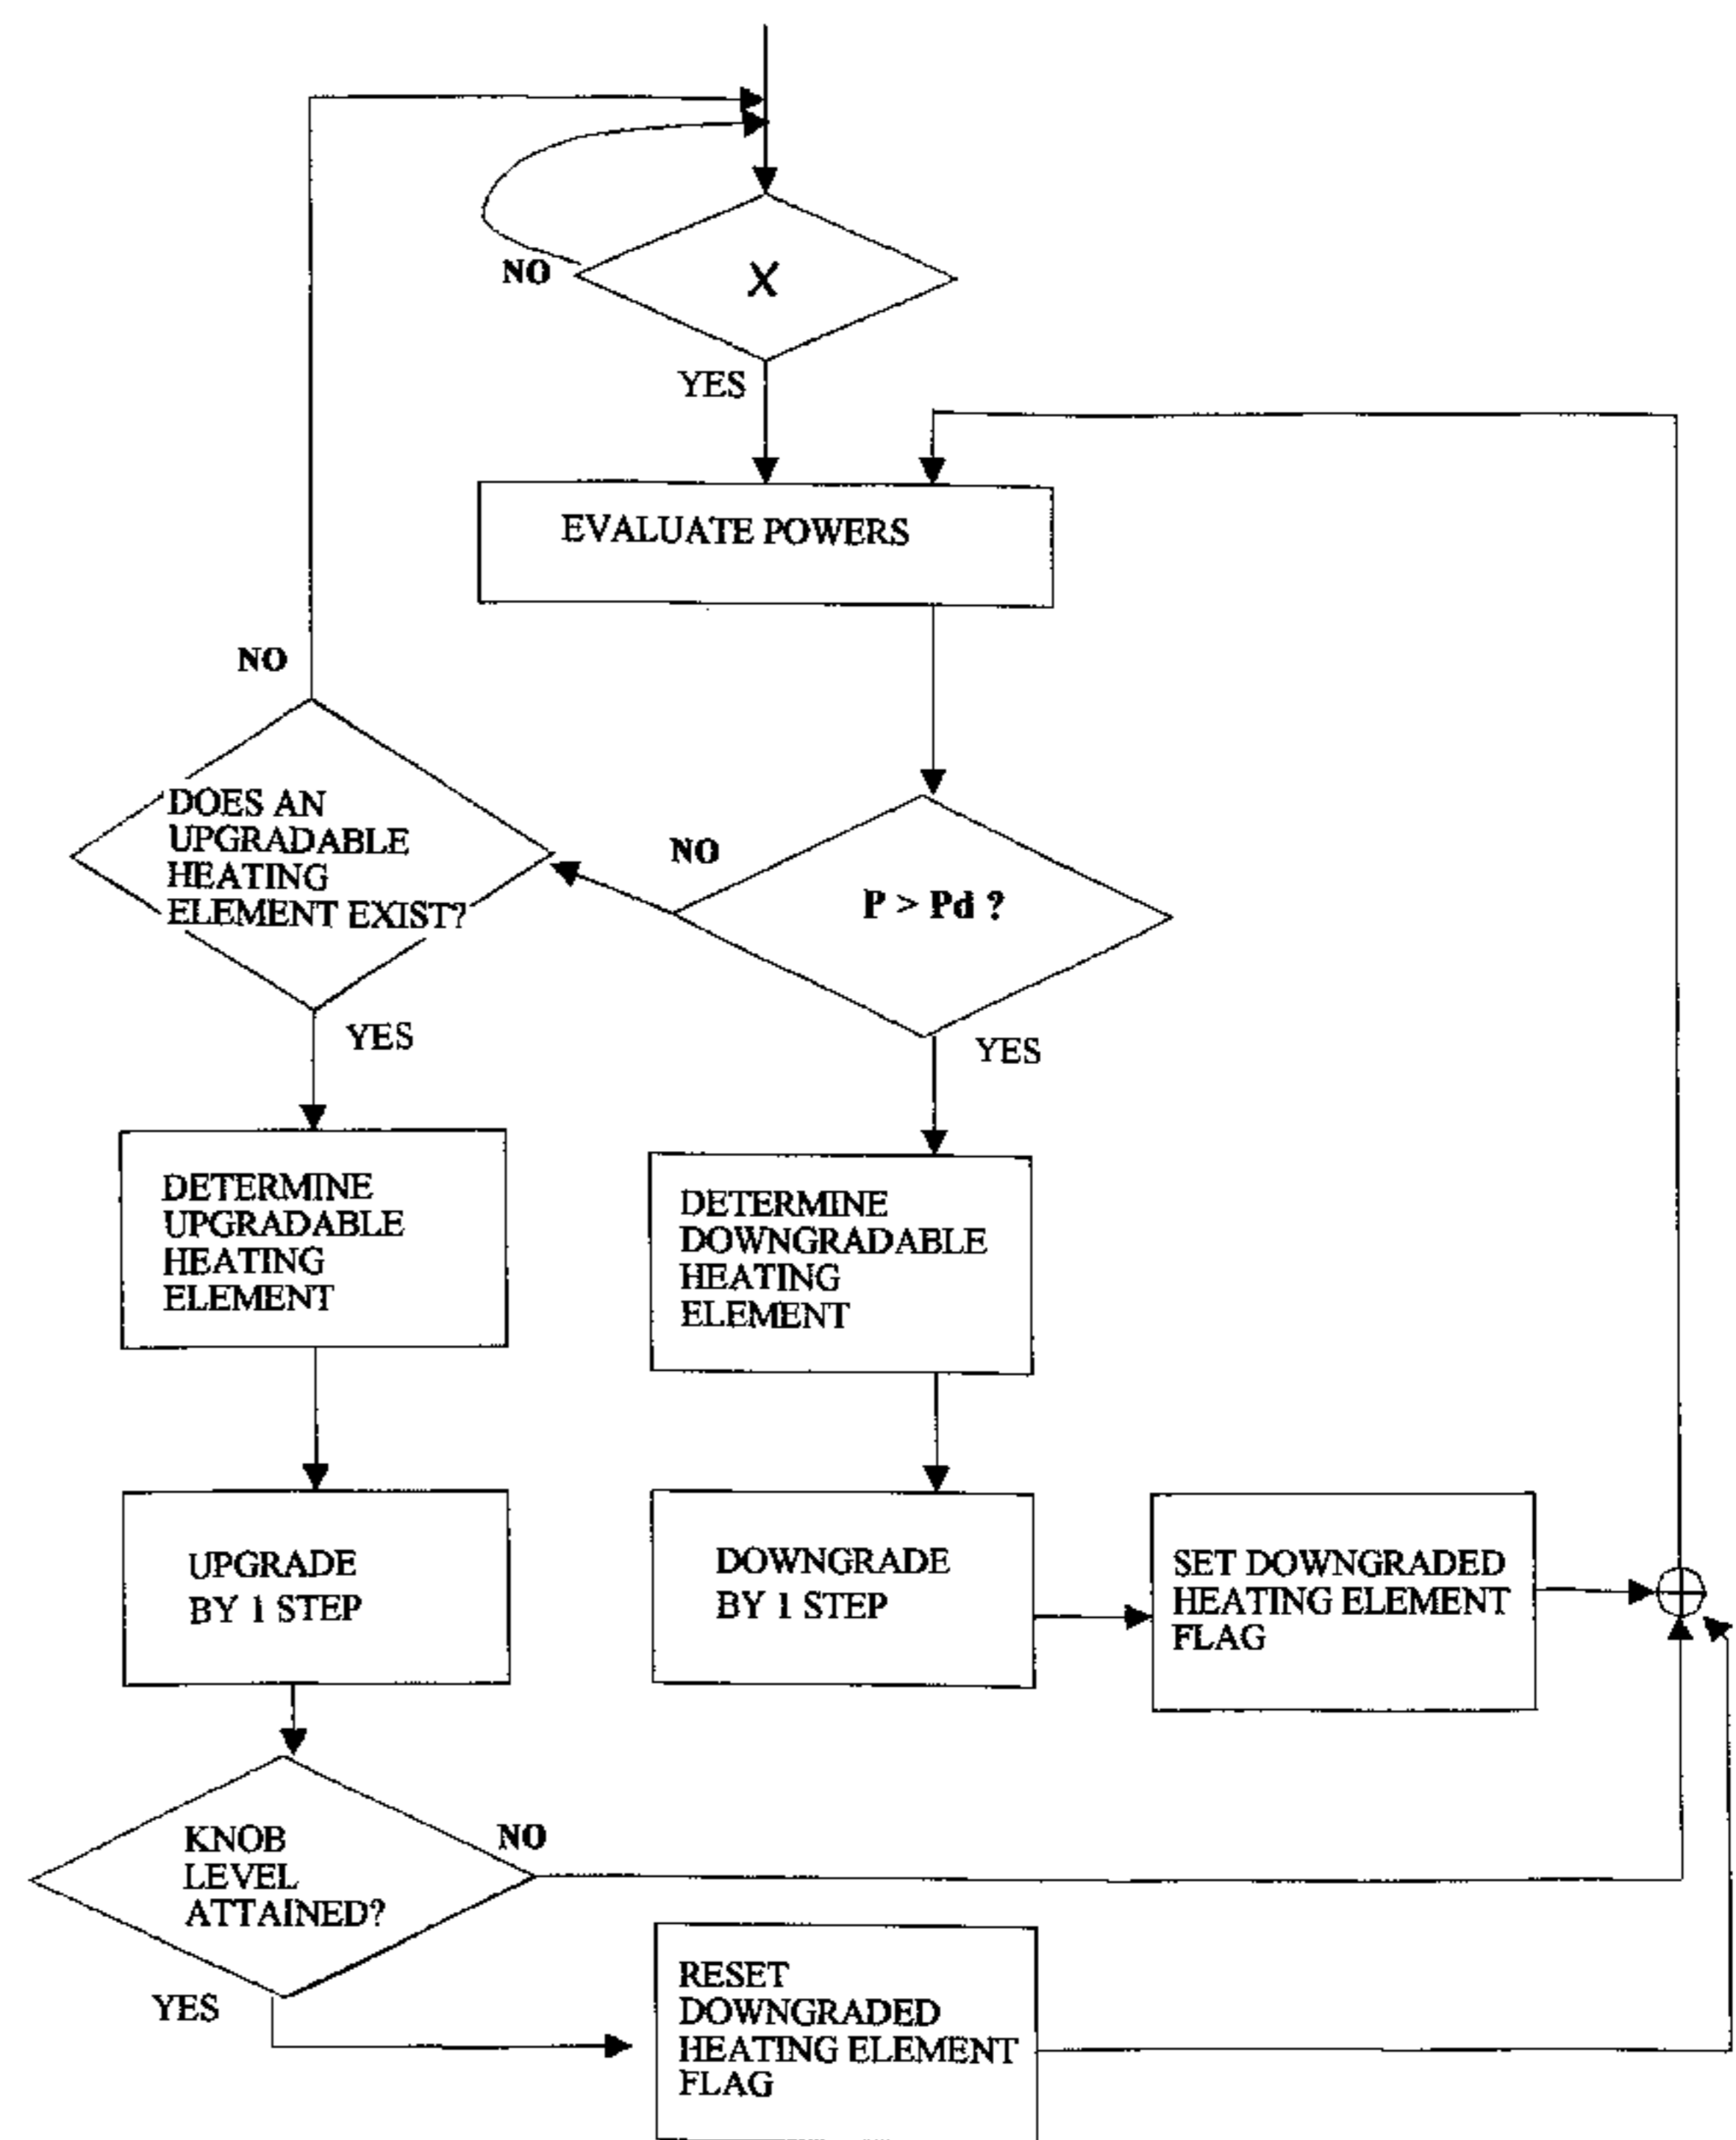 NO
X
YES
EVALUATE POWERS
NO
DOES AN
UPGRADABLE
HEATING
ELEMENT EXIST?
NO
P > Pd ?
YES
YES
DETERMINE
UPGRADABLE
HEATING
ELEMENT
DETERMINE
DOWNGRADABLE
HEATING
ELEMENT
UPGRADE
BY 1 STEP
DOWNGRADE
BY 1 STEP
SET DOWNGRADED
HEATING ELEMENT
FLAG
KNOB
LEVEL
ATTAINED?
NO
YES
RESET
DOWNGRADED
HEATING ELEMENT
FLAG